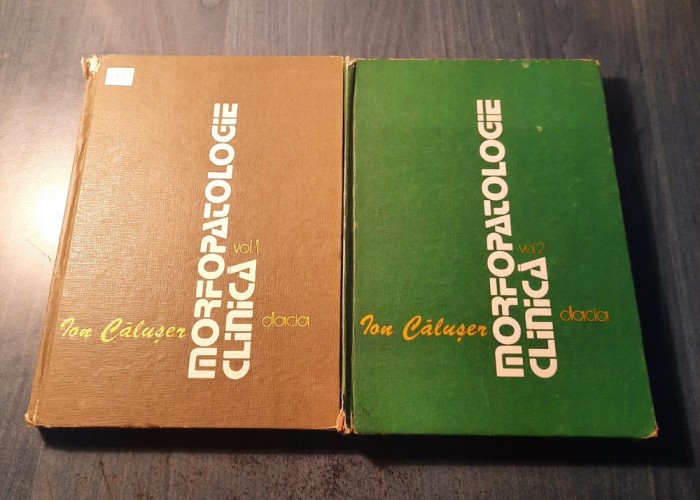 Ion Călușer
MORFOPATOLOGIE
CLINICĂ
vol.1
dacia
Ion Călușer
MORFOPATOLOGIE
CLINICĂ
vol.2
dacia